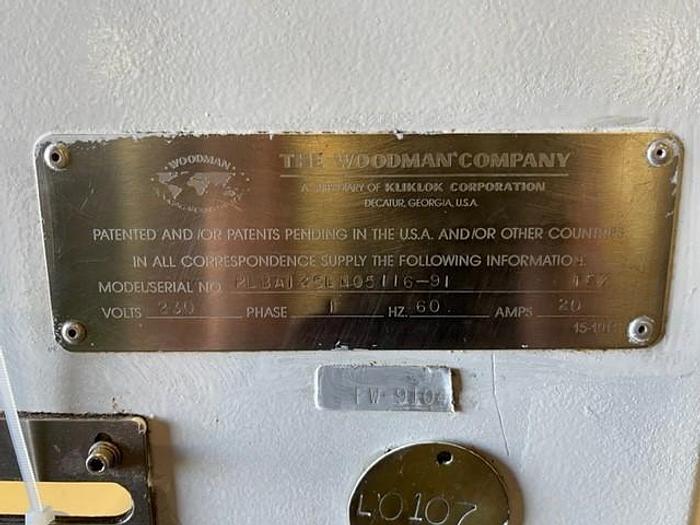 WOODMAN
THE WOODMAN® COMPANY
A SUBSIDIARY OF KLIKLOK CORPORATION
DECATUR, GEORGIA, U.S.A.
PATENTED AND/OR PATENTS PENDING IN THE U.S.A. AND/OR OTHER COUNTRIES
IN ALL CORRESPONDENCE SUPPLY THE FOLLOWING INFORMATION:
MODEL/SERIAL NO.
VOLTS 230 PHASE 1 HZ. 60 AMPS 20
FW-9104
L0107